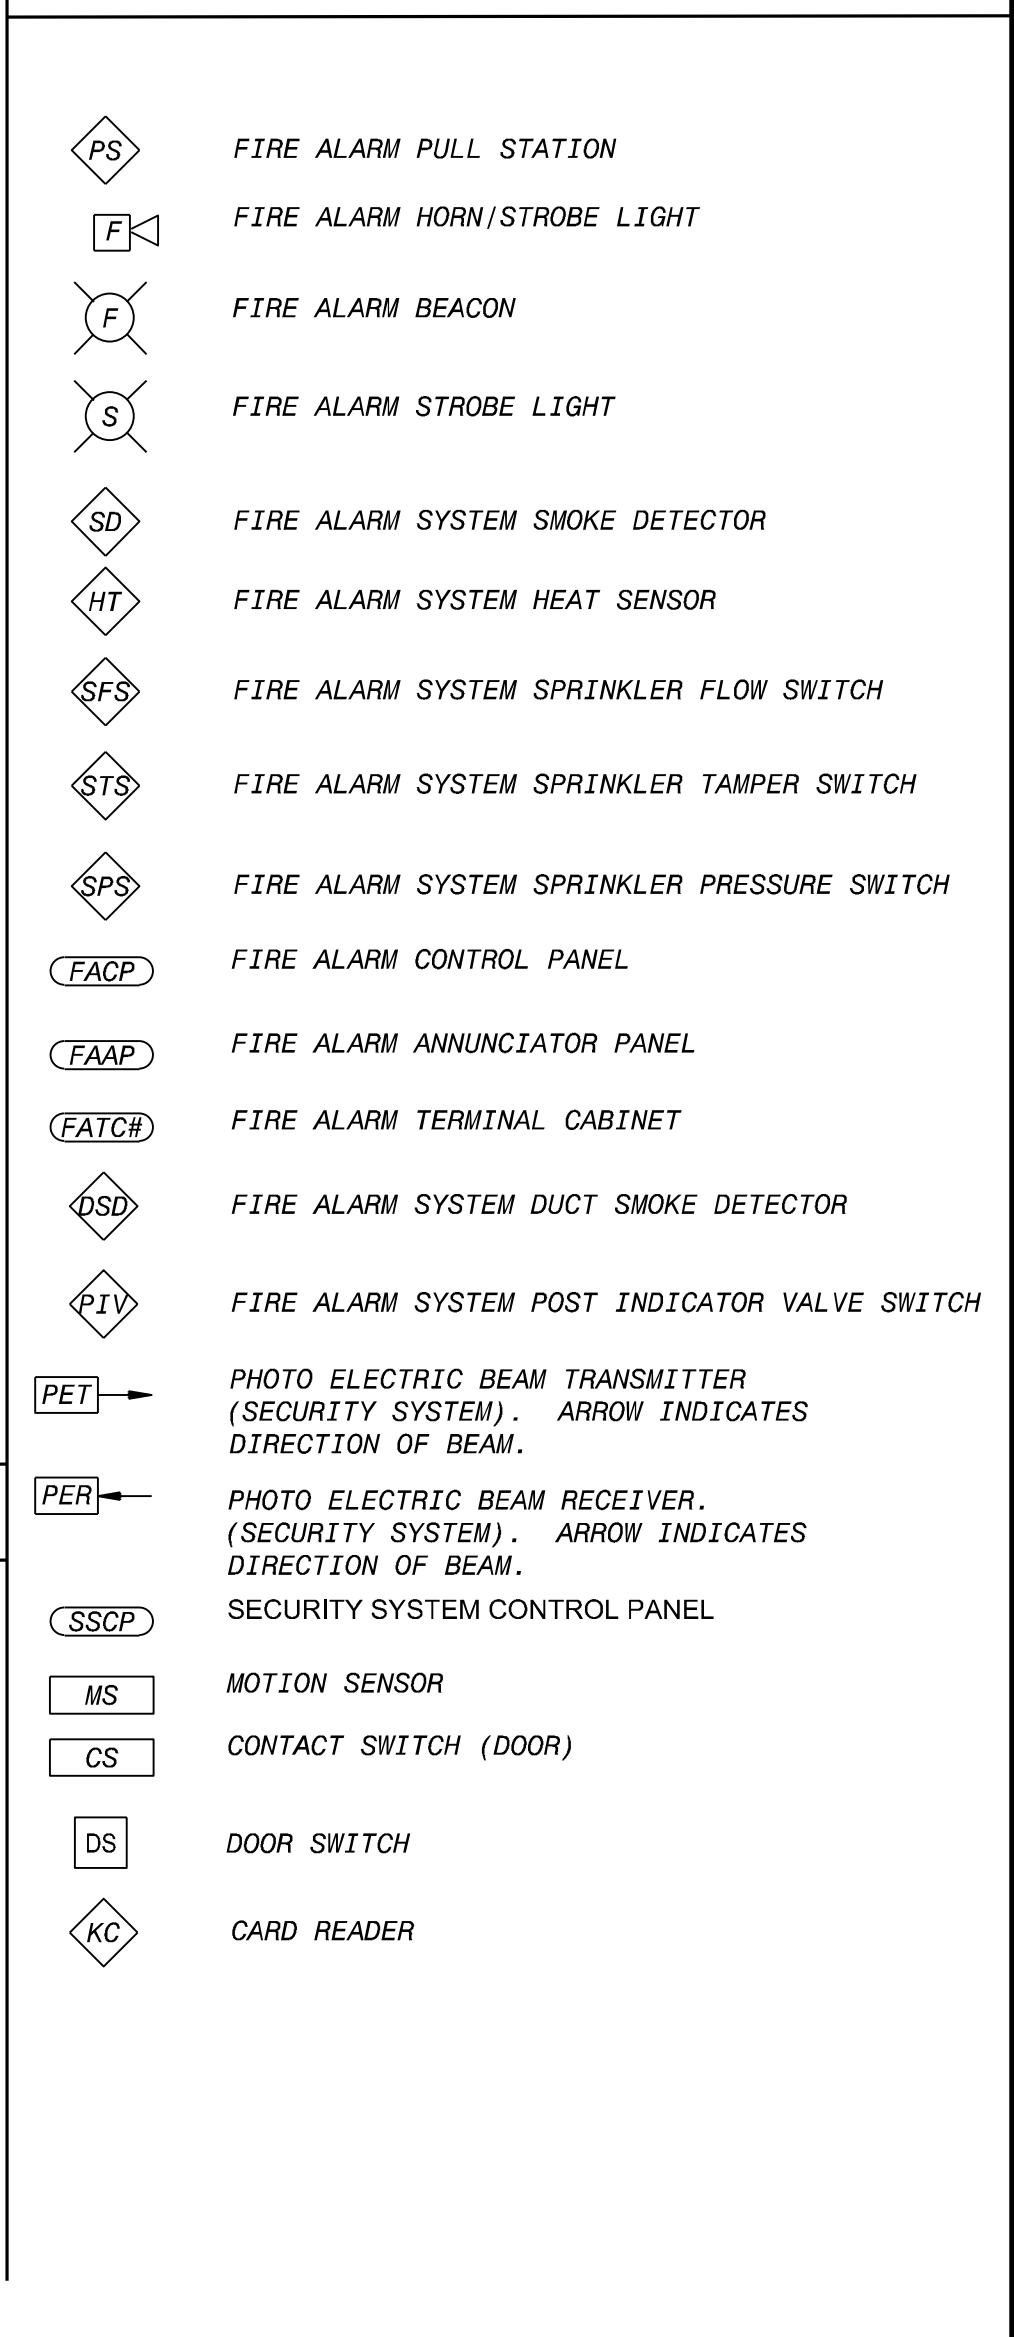 PS FIRE ALARM PULL STATION
F FIRE ALARM HORN/STROBE LIGHT
F FIRE ALARM BEACON
S FIRE ALARM STROBE LIGHT
SD FIRE ALARM SYSTEM SMOKE DETECTOR
HT FIRE ALARM SYSTEM HEAT SENSOR
SFS FIRE ALARM SYSTEM SPRINKLER FLOW SWITCH
STS FIRE ALARM SYSTEM SPRINKLER TAMPER SWITCH
SPS FIRE ALARM SYSTEM SPRINKLER PRESSURE SWITCH
FACP FIRE ALARM CONTROL PANEL
FAAP FIRE ALARM ANNUNCIATOR PANEL
FATC# FIRE ALARM TERMINAL CABINET
DSD FIRE ALARM SYSTEM DUCT SMOKE DETECTOR
PIV FIRE ALARM SYSTEM POST INDICATOR VALVE SWITCH
PET PHOTO ELECTRIC BEAM TRANSMITTER
(SECURITY SYSTEM). ARROW INDICATES
DIRECTION OF BEAM.
PER PHOTO ELECTRIC BEAM RECEIVER.
(SECURITY SYSTEM). ARROW INDICATES
DIRECTION OF BEAM.
SSCP SECURITY SYSTEM CONTROL PANEL
MS MOTION SENSOR
CS CONTACT SWITCH (DOOR)
DS DOOR SWITCH
KC CARD READER